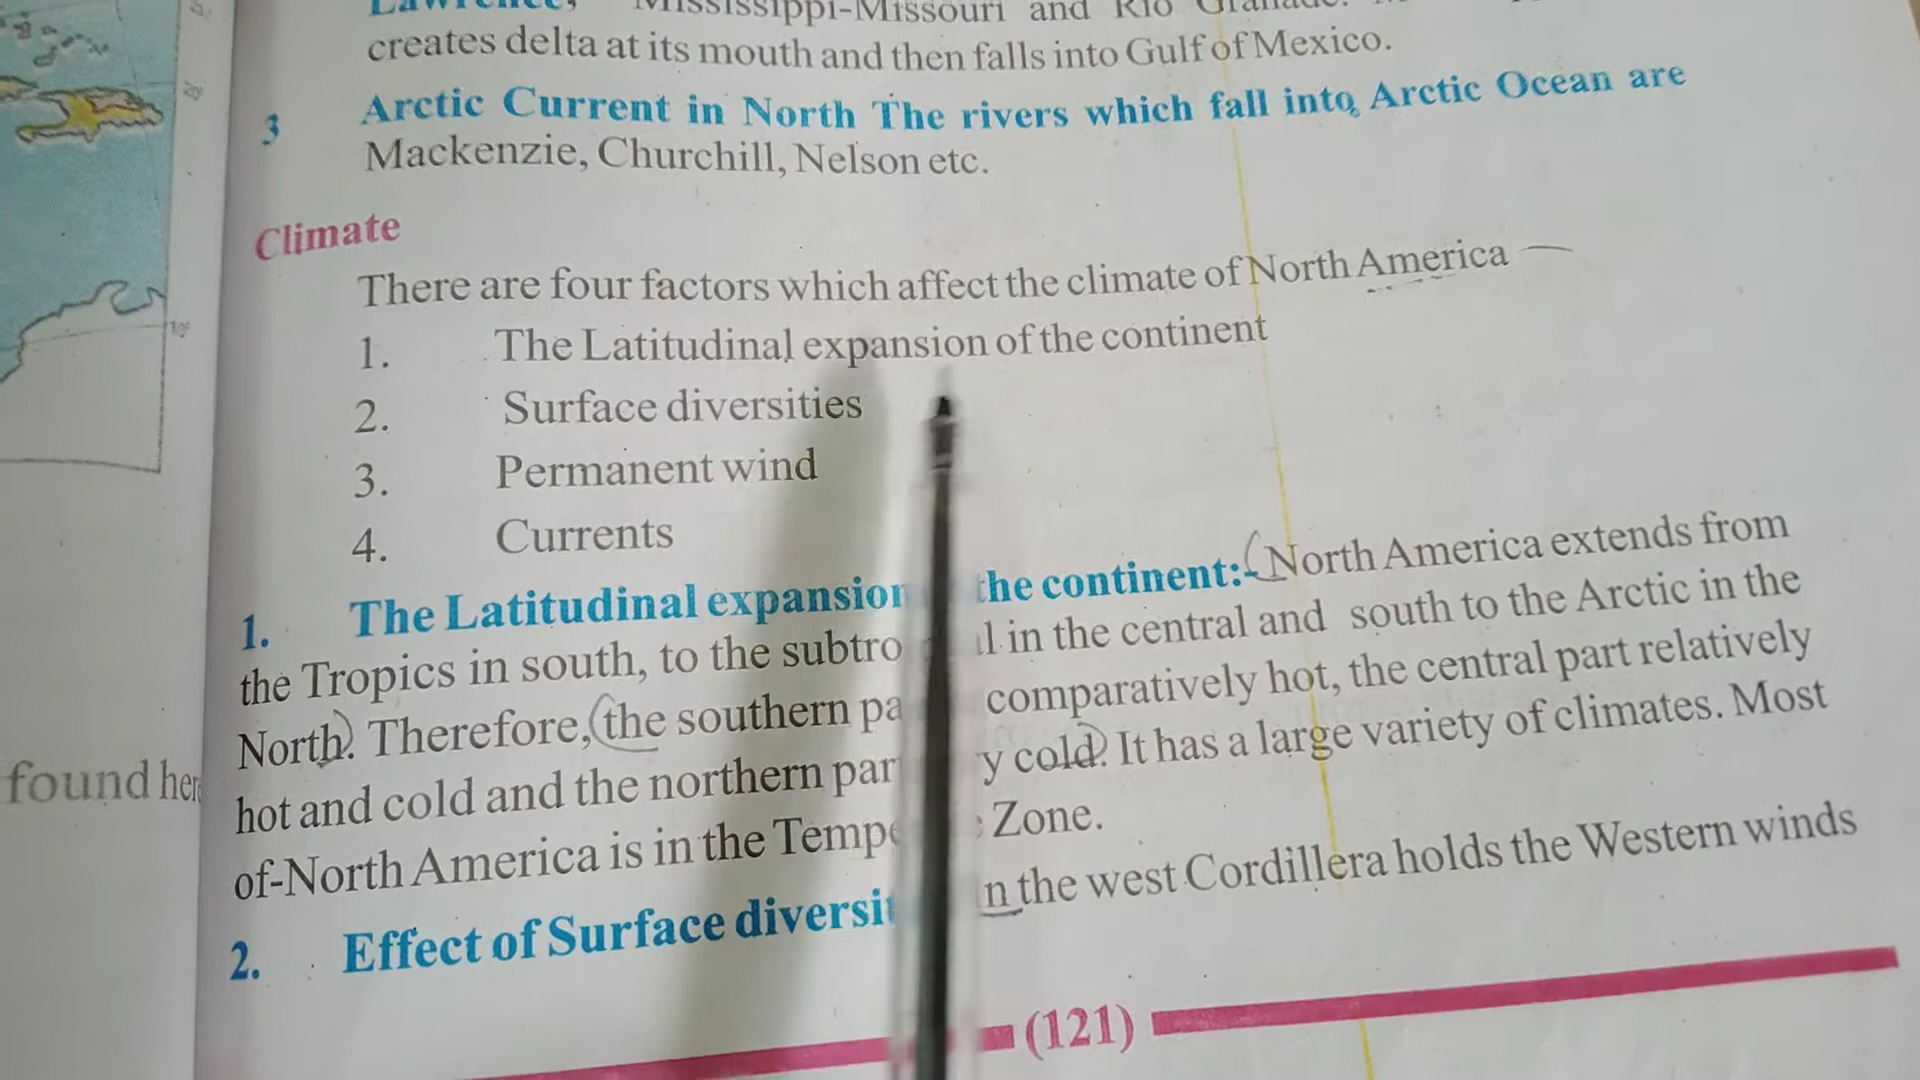 Mississippi-Missouri and Rio
creates delta at its mouth and then falls into Gulf of Mexico.
3 Arctic Current in North The rivers which fall into Arctic Ocean are
Mackenzie, Churchill, Nelson etc.
Climate
There are four factors which affect the climate of North America
1. The Latitudinal expansion of the continent
2. Surface diversities
3. Permanent wind
4. Currents
1. The Latitudinal expansion the continent:- North America extends from
the Tropics in south, to the in the central and south to the Arctic in the
North. Therefore, the southern comparatively hot, the central part relatively
hot and cold and the northern cold. It has a large variety of climates. Most
of-North America is in the Zone.
2. Effect of Surface the west Cordillera holds the Western winds
(121)
found
20°
10°